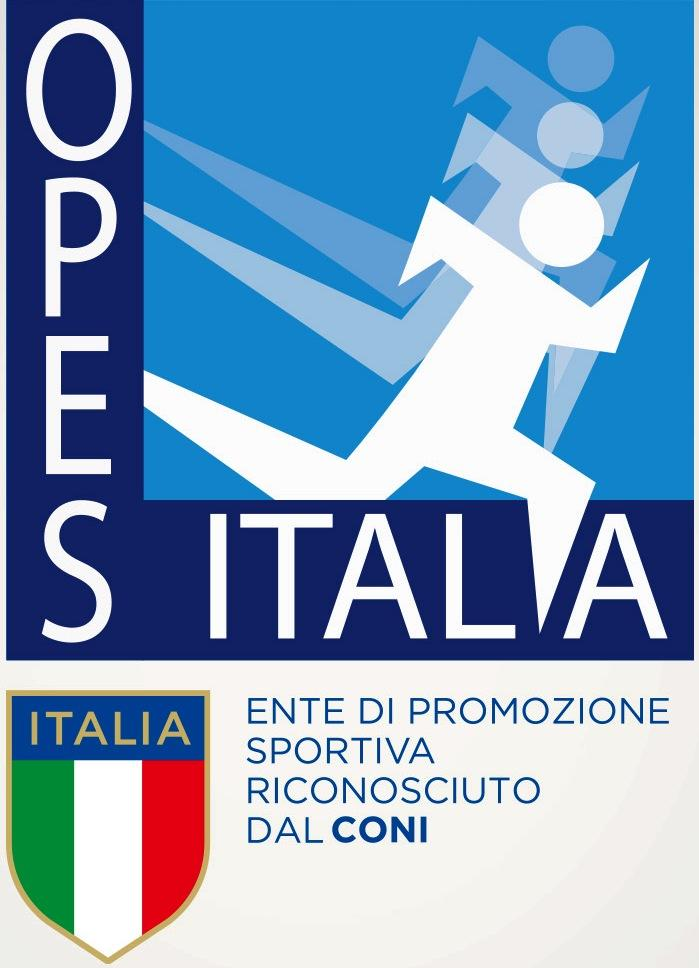 OPES
ITALIA
ITALIA
ENTE DI PROMOZIONE
SPORTIVA
RICONOSCIUTO
DAL CONI